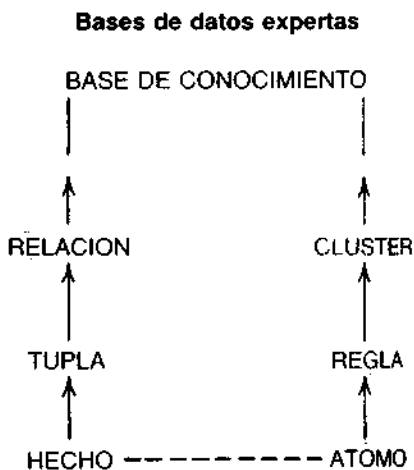 Bases de datos expertas
BASE DE CONOCIMIENTO
RELACION CLUSTER
TUPLA REGLA
HECHO ATOMO